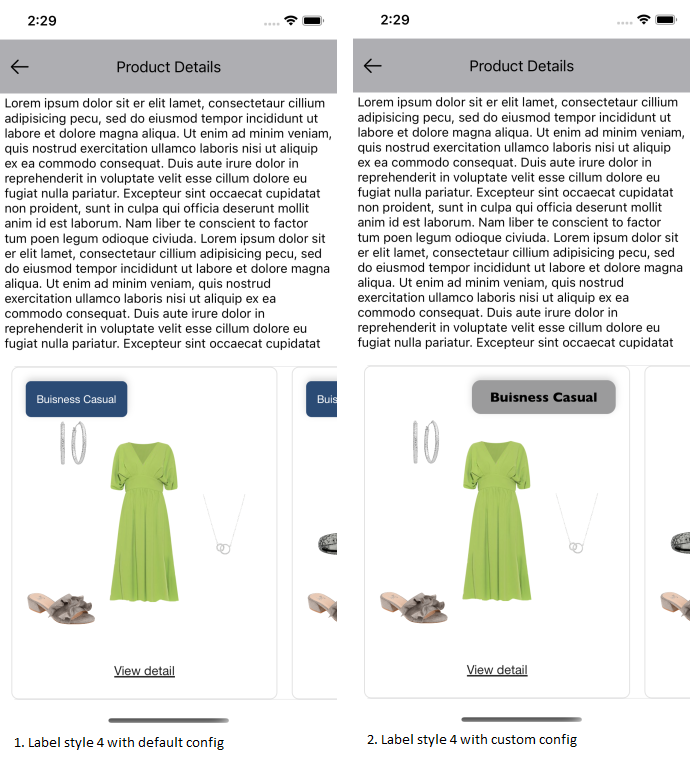 2:29
Product Details
Lorem ipsum dolor sit er elit lamet, consectetaur cillium
adipisicing pecu, sed do eiusmod tempor incididunt ut
labore et dolore magna aliqua. Ut enim ad minim veniam,
quis nostrud exercitation ullamco laboris nisi ut aliquip
ex ea commodo consequat. Duis aute irure dolor in
reprehenderit in voluptate velit esse cillum dolore eu
fugiat nulla pariatur. Excepteur sint occaecat cupidatat
non proident, sunt in culpa qui officia deserunt mollit
anim id est laborum. Nam liber te conscient to factor
tum poen legum odioque civiuda. Lorem ipsum dolor sit
er elit lamet, consectetaur cillium adipisicing pecu, sed
do eiusmod tempor incididunt ut labore et dolore magna
aliqua. Ut enim ad minim veniam, quis nostrud
exercitation ullamco laboris nisi ut aliquip ex ea
commodo consequat. Duis aute irure dolor in
reprehenderit in voluptate velit esse cillum dolore eu
fugiat nulla pariatur. Excepteur sint occaecat cupidatat
Buisness Casual
Buis
View detail
1. Label style 4 with default config
2:29
Product Details
Lorem ipsum dolor sit er elit lamet, consectetaur cillium
adipisicing pecu, sed do eiusmod tempor incididunt ut
labore et dolore magna aliqua. Ut enim ad minim veniam,
quis nostrud exercitation ullamco laboris nisi ut aliquip
ex ea commodo consequat. Duis aute irure dolor in
reprehenderit in voluptate velit esse cillum dolore eu
fugiat nulla pariatur. Excepteur sint occaecat cupidatat
non proident, sunt in culpa qui officia deserunt mollit
anim id est laborum. Nam liber te conscient to factor
tum poen legum odioque civiuda. Lorem ipsum dolor sit
er elit lamet, consectetaur cillium adipisicing pecu, sed
do eiusmod tempor incididunt ut labore et dolore magna
aliqua. Ut enim ad minim veniam, quis nostrud
exercitation ullamco laboris nisi ut aliquip ex ea
commodo consequat. Duis aute irure dolor in
reprehenderit in voluptate velit esse cillum dolore eu
fugiat nulla pariatur. Excepteur sint occaecat cupidatat
Buisness Casual
View detail
2. Label style 4 with custom config